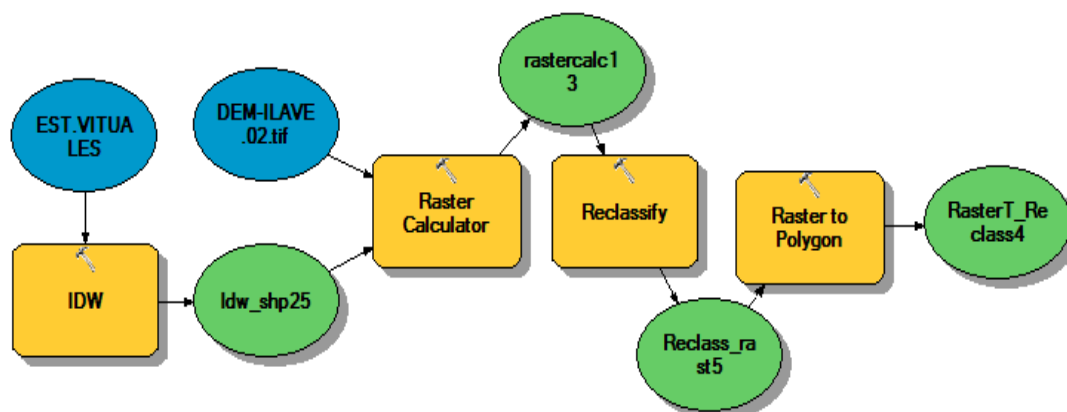 EST.VITUA
LES
IDW
DEM-ILAVE
.02.tif
Idw_shp25
Raster
Calculator
rastercalc1
3
Reclassify
Reclass_ra
st5
Raster to
Polygon
RasterT_Re
class4